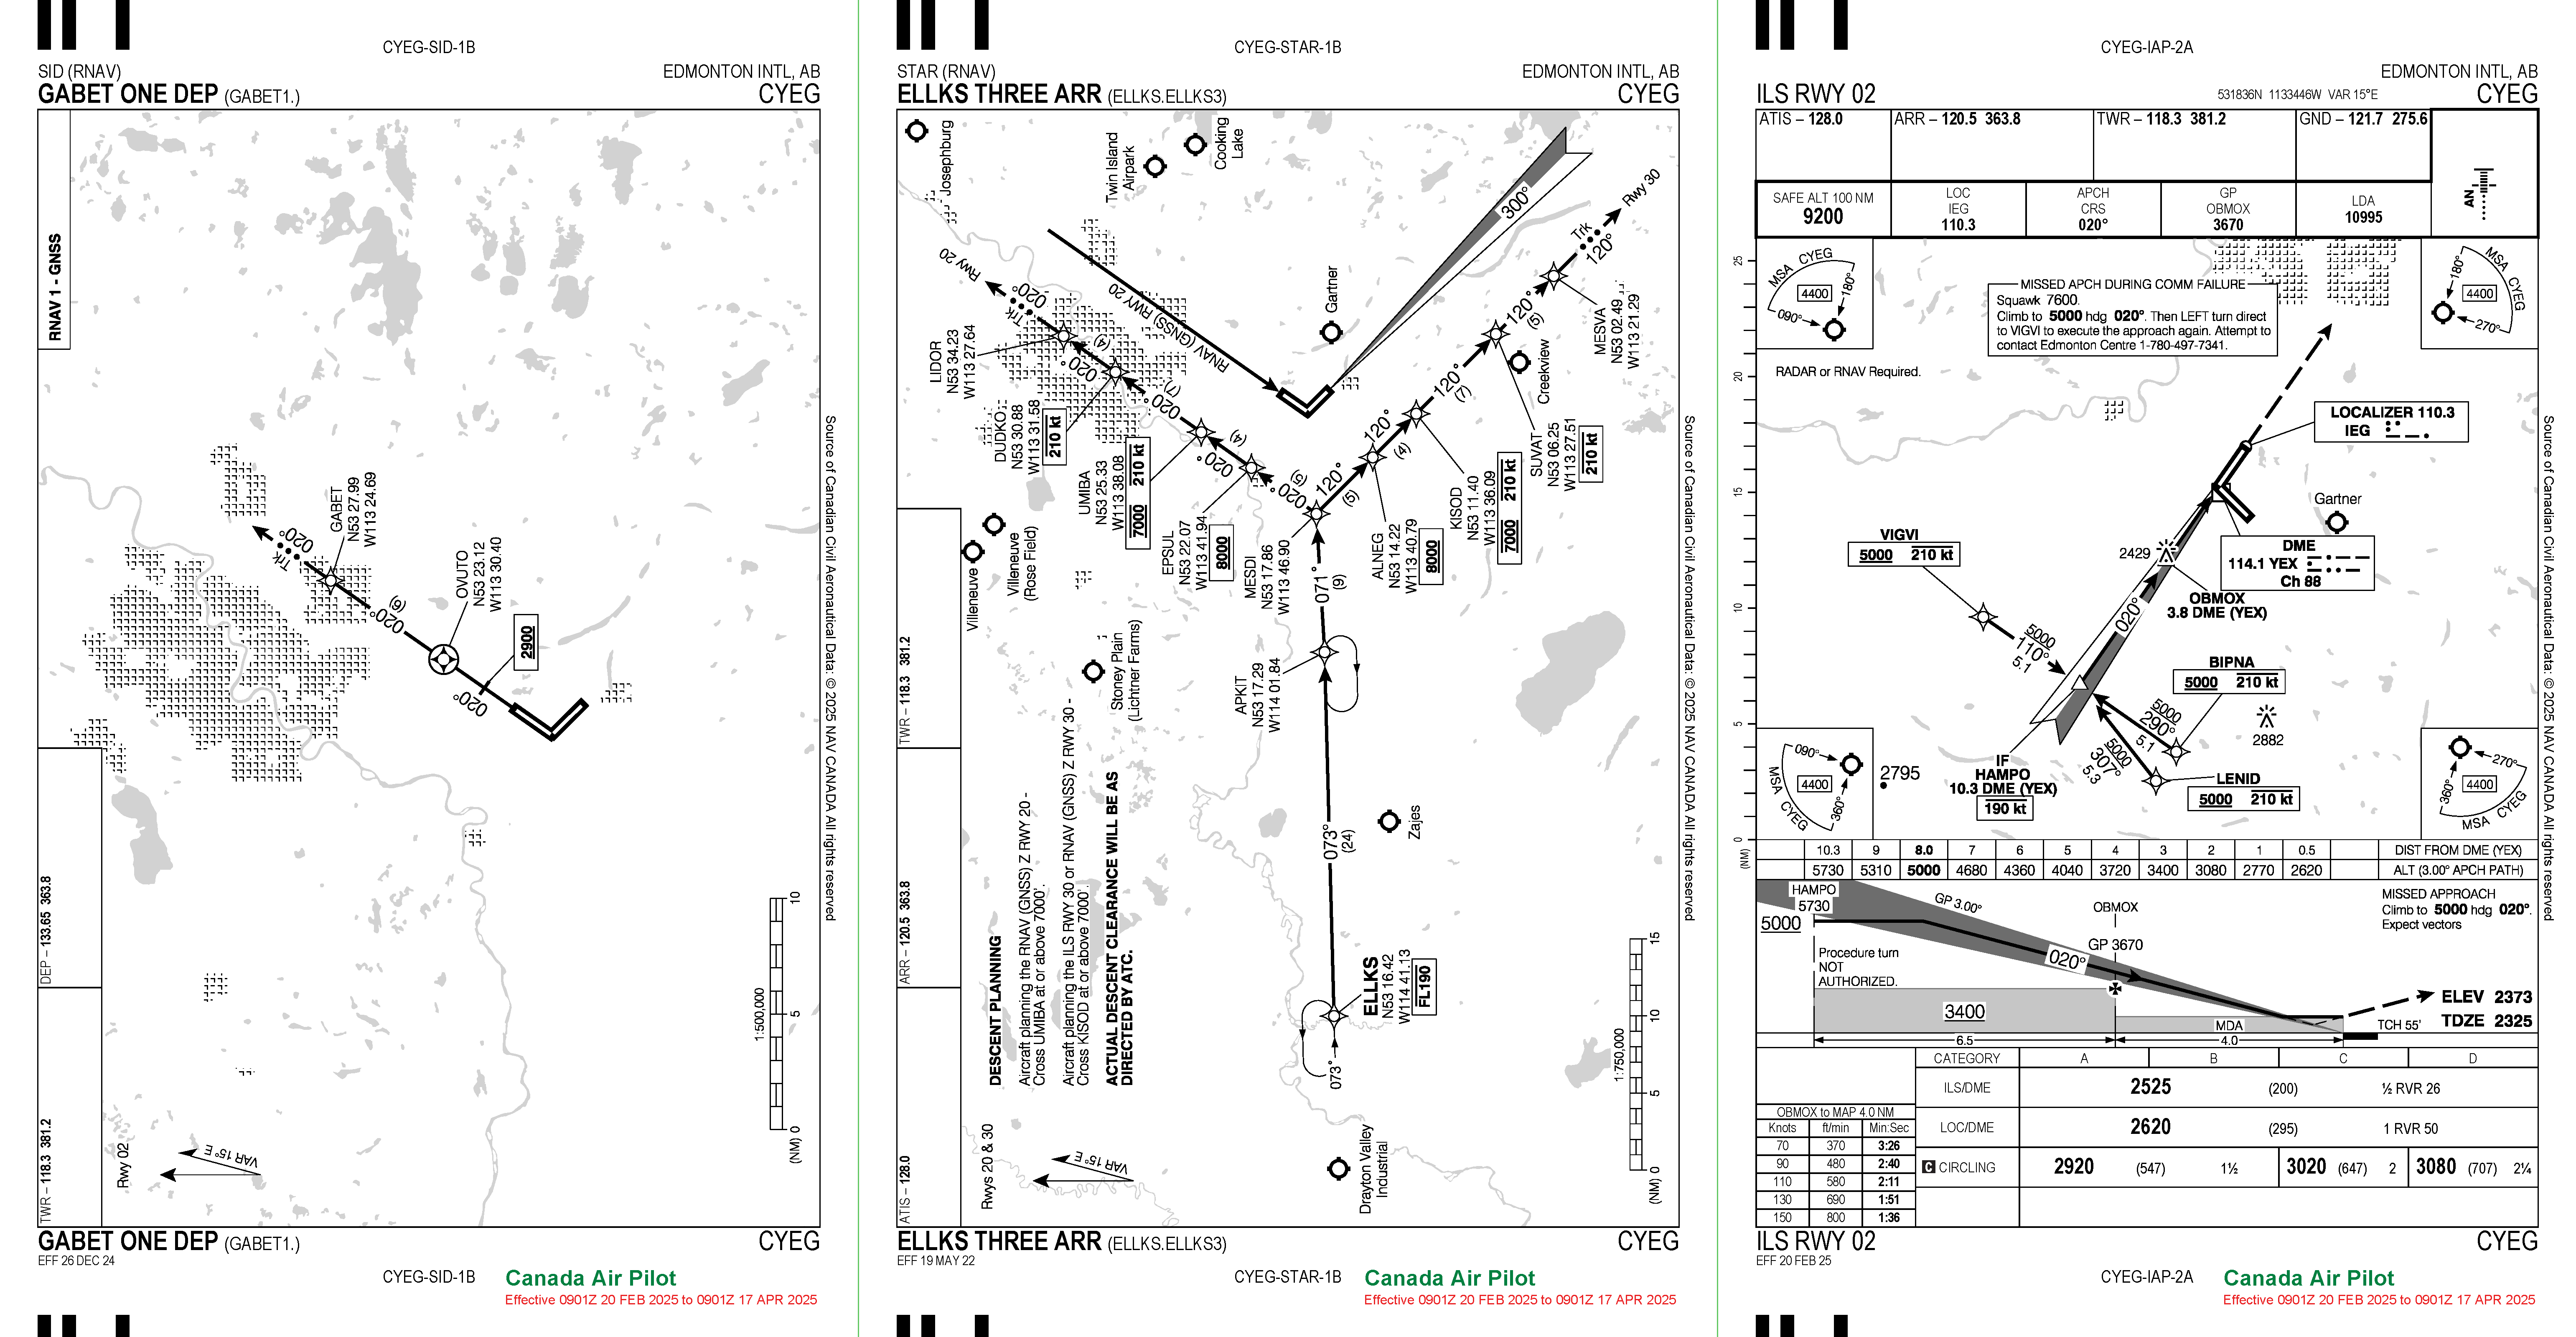 CYEG-SID-1B
SID (RNAV)
EDMONTON INTL, AB
GABET ONE DEP (GABET1.)
CYEG
RNAV 1 - GNSS
TWR – 118.3 381.2
DEP – 133.65 363.8
Rwy 02
VAR 15° E
Trk
020°
GABET
N53 27.99
W113 24.69
020°
(6)
OVUTO
N53 23.12
W113 30.40
2900
020°
1:500,000
(NM) 0
5
10
Source of Canadian Civil Aeronautical Data: © 2025 NAV CANADA All rights reserved
GABET ONE DEP (GABET1.)
CYEG
EFF 26 DEC 24
CYEG-SID-1B
Canada Air Pilot
Effective 0901Z 20 FEB 2025 to 0901Z 17 APR 2025
CYEG-STAR-1B
STAR (RNAV)
EDMONTON INTL, AB
ELLKS THREE ARR (ELLKS.ELLKS3)
CYEG
ATIS – 128.0
ARR – 120.5 363.8
TWR – 118.3 381.2
Rwys 20 & 30
VAR 15° E
Josephburg
Twin Island
Airpark
Cooking
Lake
Gartner
Creekview
Villeneuve
Villeneuve
(Rose Field)
Stoney Plain
(Lichtner Farms)
Zajes
Drayton Valley
Industrial
Rwy 20
Trk
020°
RNAV (GNSS) RWY 20
300°
Rwy 30
Trk
120°
LIDOR
N53 34.23
W113 27.64
020°
(4)
DUDKO
N53 30.88
W113 31.58
210 kt
020°
(7)
UMIBA
N53 25.33
W113 38.08
7000 210 kt
020°
(4)
EPSUL
N53 22.07
W113 41.94
8000
020°
(5)
MESDI
N53 17.86
W113 46.90
120°
(5)
ALNEG
N53 14.22
W113 40.79
8000
120°
(4)
KISOD
N53 11.40
W113 36.09
7000 210 kt
120°
(7)
SUVAT
N53 06.25
W113 27.51
210 kt
120°
(5)
MESVA
N53 02.49
W113 21.29
071°
(9)
APKIT
N53 17.29
W114 01.84
073°
(24)
ELLKS
N53 16.42
W114 41.13
FL190
073°
DESCENT PLANNING
Aircraft planning the RNAV (GNSS) Z RWY 20 -
Cross UMIBA at or above 7000'.
Aircraft planning the ILS RWY 30 or RNAV (GNSS) Z RWY 30 -
Cross KISOD at or above 7000'.
ACTUAL DESCENT CLEARANCE WILL BE AS
DIRECTED BY ATC.
1:750,000
(NM) 0
5
10
15
Source of Canadian Civil Aeronautical Data: © 2025 NAV CANADA All rights reserved
ELLKS THREE ARR (ELLKS.ELLKS3)
CYEG
EFF 19 MAY 22
CYEG-STAR-1B
Canada Air Pilot
Effective 0901Z 20 FEB 2025 to 0901Z 17 APR 2025
CYEG-IAP-2A
EDMONTON INTL, AB
ILS RWY 02
531836N 1133446W VAR 15°E
CYEG
ATIS – 128.0
ARR – 120.5 363.8
TWR – 118.3 381.2
GND – 121.7 275.6
AN
SAFE ALT 100 NM
9200
LOC
IEG
110.3
APCH
CRS
020°
GP
OBMOX
3670
LDA
10995
MSA CYEG
4400
180°
090°
MSA CYEG
4400
180°
270°
MISSED APCH DURING COMM FAILURE
Squawk 7600.
Climb to 5000 hdg 020°. Then LEFT turn direct
to VIGVI to execute the approach again. Attempt to
contact Edmonton Centre 1-780-497-7341.
RADAR or RNAV Required.
LOCALIZER 110.3
IEG
Gartner
VIGVI
5000 210 kt
2429
DME
114.1 YEX
Ch 88
OBMOX
3.8 DME (YEX)
020°
5000
110°
5.1
BIPNA
5000 210 kt
5000
290°
5.1
2882
5000
307°
5.3
LENID
5000 210 kt
IF
HAMPO
10.3 DME (YEX)
190 kt
2795
MSA CYEG
4400
090°
360°
MSA CYEG
4400
270°
360°
25
20
15
10
5
0
(NM)
10.3 9 8.0 7 6 5 4 3 2 1 0.5 DIST FROM DME (YEX)
5730 5310 5000 4680 4360 4040 3720 3400 3080 2770 2620 ALT (3.00° APCH PATH)
HAMPO
5730
5000
GP 3.00°
OBMOX
GP 3670
020°
Procedure turn
NOT
AUTHORIZED.
MISSED APPROACH
Climb to 5000 hdg 020°.
Expect vectors
3400
MDA
TCH 55'
ELEV 2373
TDZE 2325
6.5
4.0
CATEGORY A B C D
ILS/DME 2525 (200) ½ RVR 26
LOC/DME 2620 (295) 1 RVR 50
C CIRCLING 2920 (547) 1½ 3020 (647) 2 3080 (707) 2¼
OBMOX to MAP 4.0 NM
Knots ft/min Min:Sec
70 370 3:26
90 480 2:40
110 580 2:11
130 690 1:51
150 800 1:36
Source of Canadian Civil Aeronautical Data: © 2025 NAV CANADA All rights reserved
ILS RWY 02
CYEG
EFF 20 FEB 25
CYEG-IAP-2A
Canada Air Pilot
Effective 0901Z 20 FEB 2025 to 0901Z 17 APR 2025